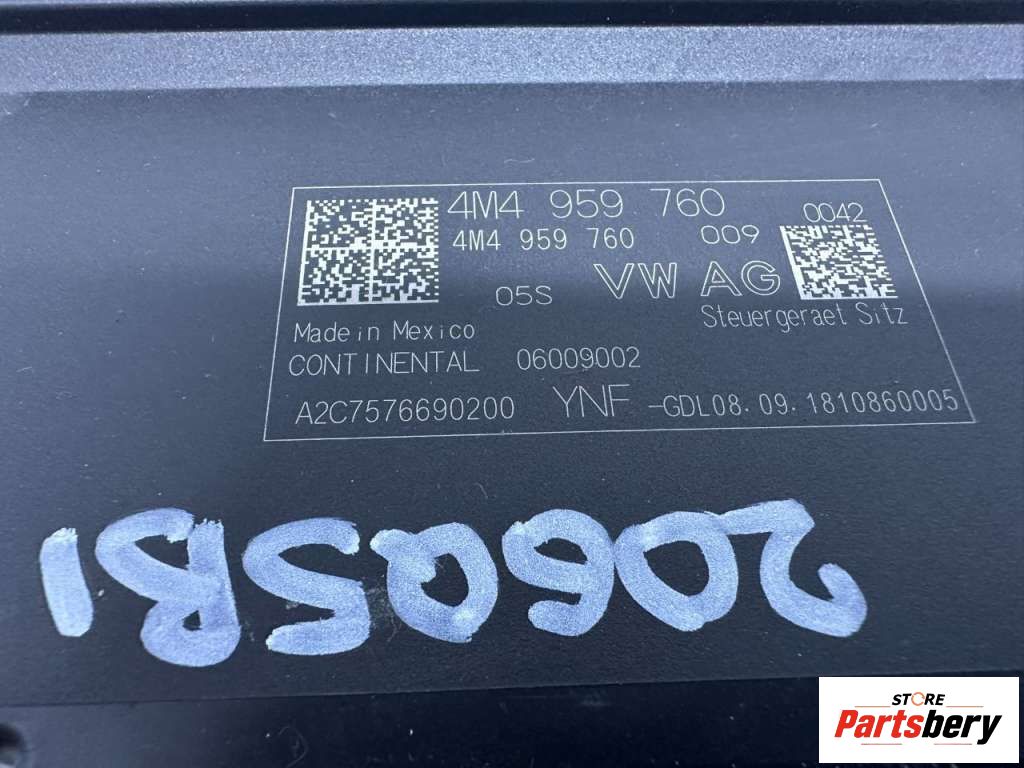 4M4 959 760
4M4 959 760 009 0042
05S VW AG
Steuergeraet Sitz
Made in Mexico
CONTINENTAL 06009002
A2C7576690200 YNF -GDL08.09.1810860005
206Q5B1
STORE
Partsbery